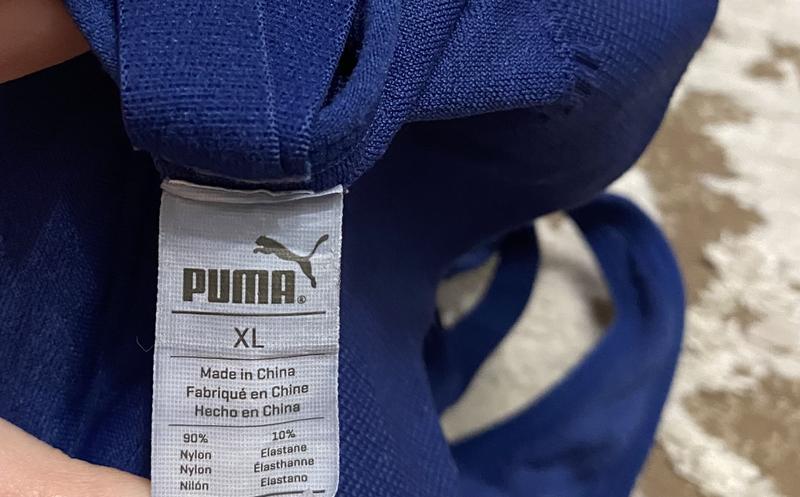 PUMA®
XL
Made in China
Fabriqué en Chine
Hecho en China
90% 10%
Nylon Elastane
Nylon Élasthanne
Nilón Elastano